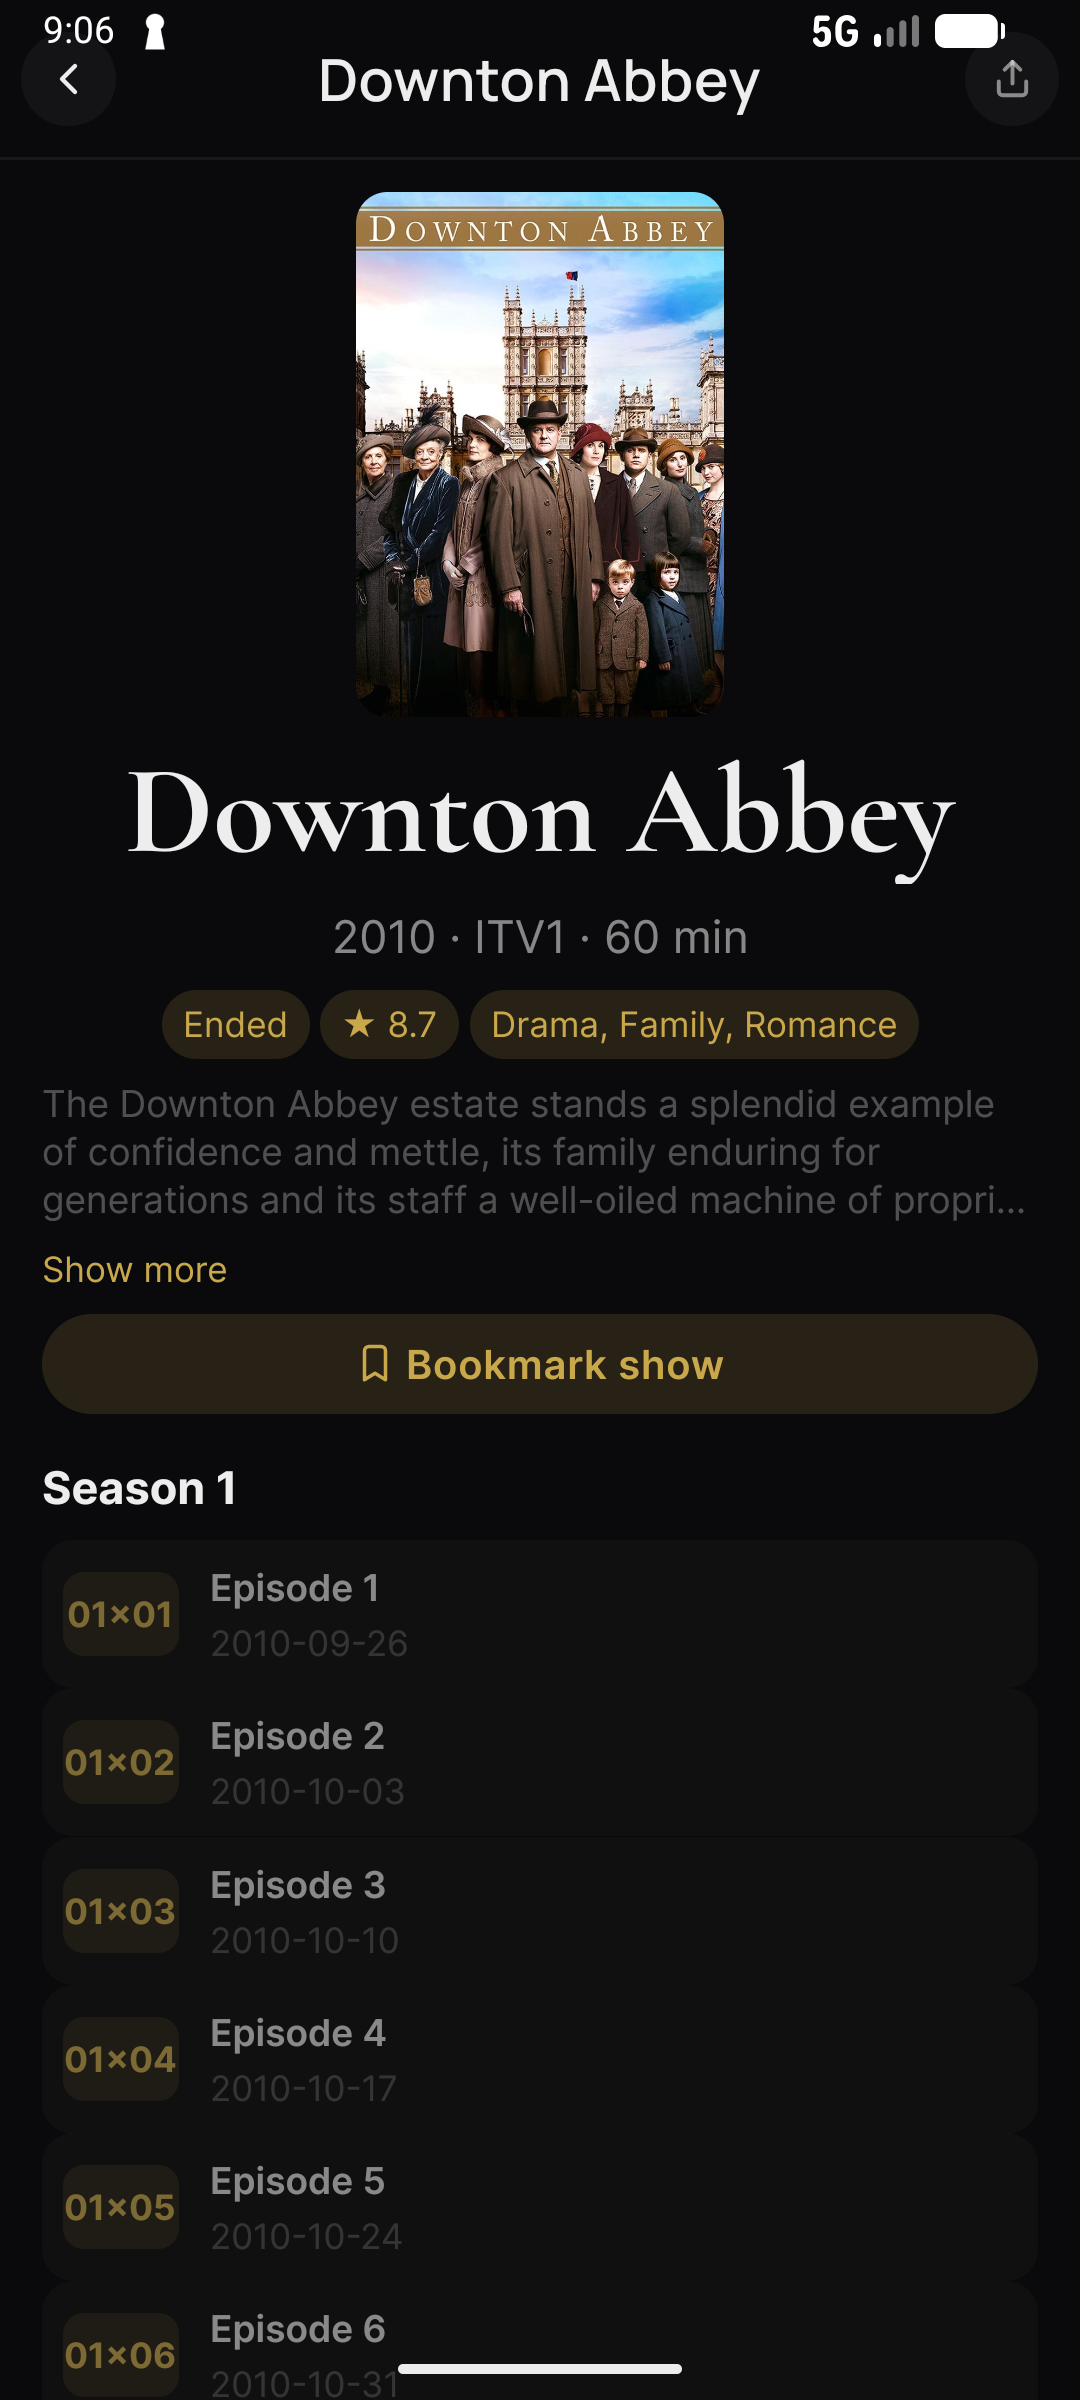 9:06
5G
Downton Abbey
DOWNTON ABBEY
Downton Abbey
2010 · ITV1 · 60 min
Ended
★ 8.7
Drama, Family, Romance
The Downton Abbey estate stands a splendid example
of confidence and mettle, its family enduring for
generations and its staff a well-oiled machine of propri...
Show more
Bookmark show
Season 1
01×01
Episode 1
2010-09-26
01×02
Episode 2
2010-10-03
01×03
Episode 3
2010-10-10
01×04
Episode 4
2010-10-17
01×05
Episode 5
2010-10-24
01×06
Episode 6
2010-10-31